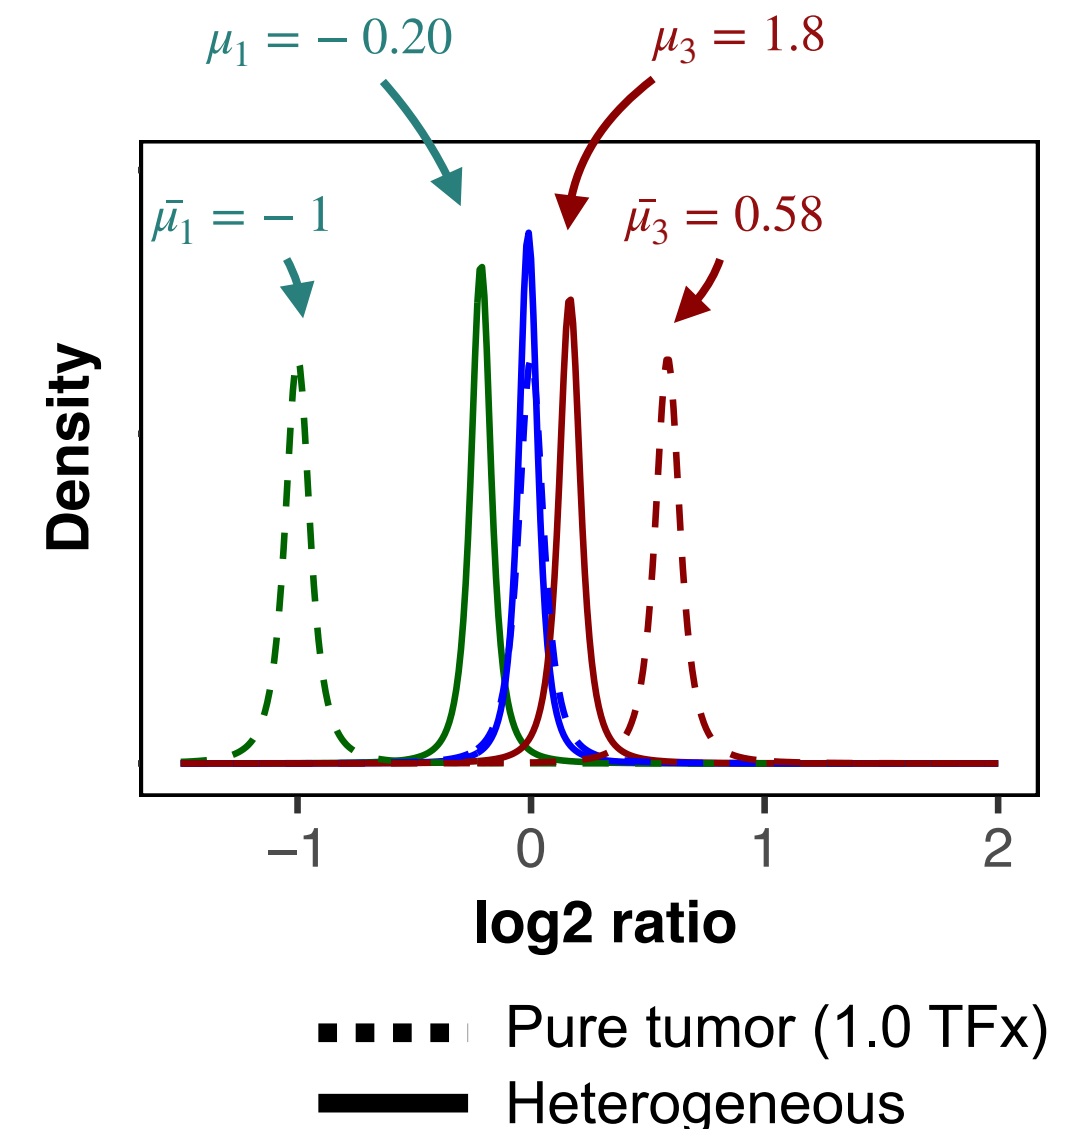 μ₁ = − 0.20
μ₃ = 1.8
μ̄₁ = − 1
μ̄₃ = 0.58
Density
−1 0 1 2
log2 ratio
Pure tumor (1.0 TFx)
Heterogeneous